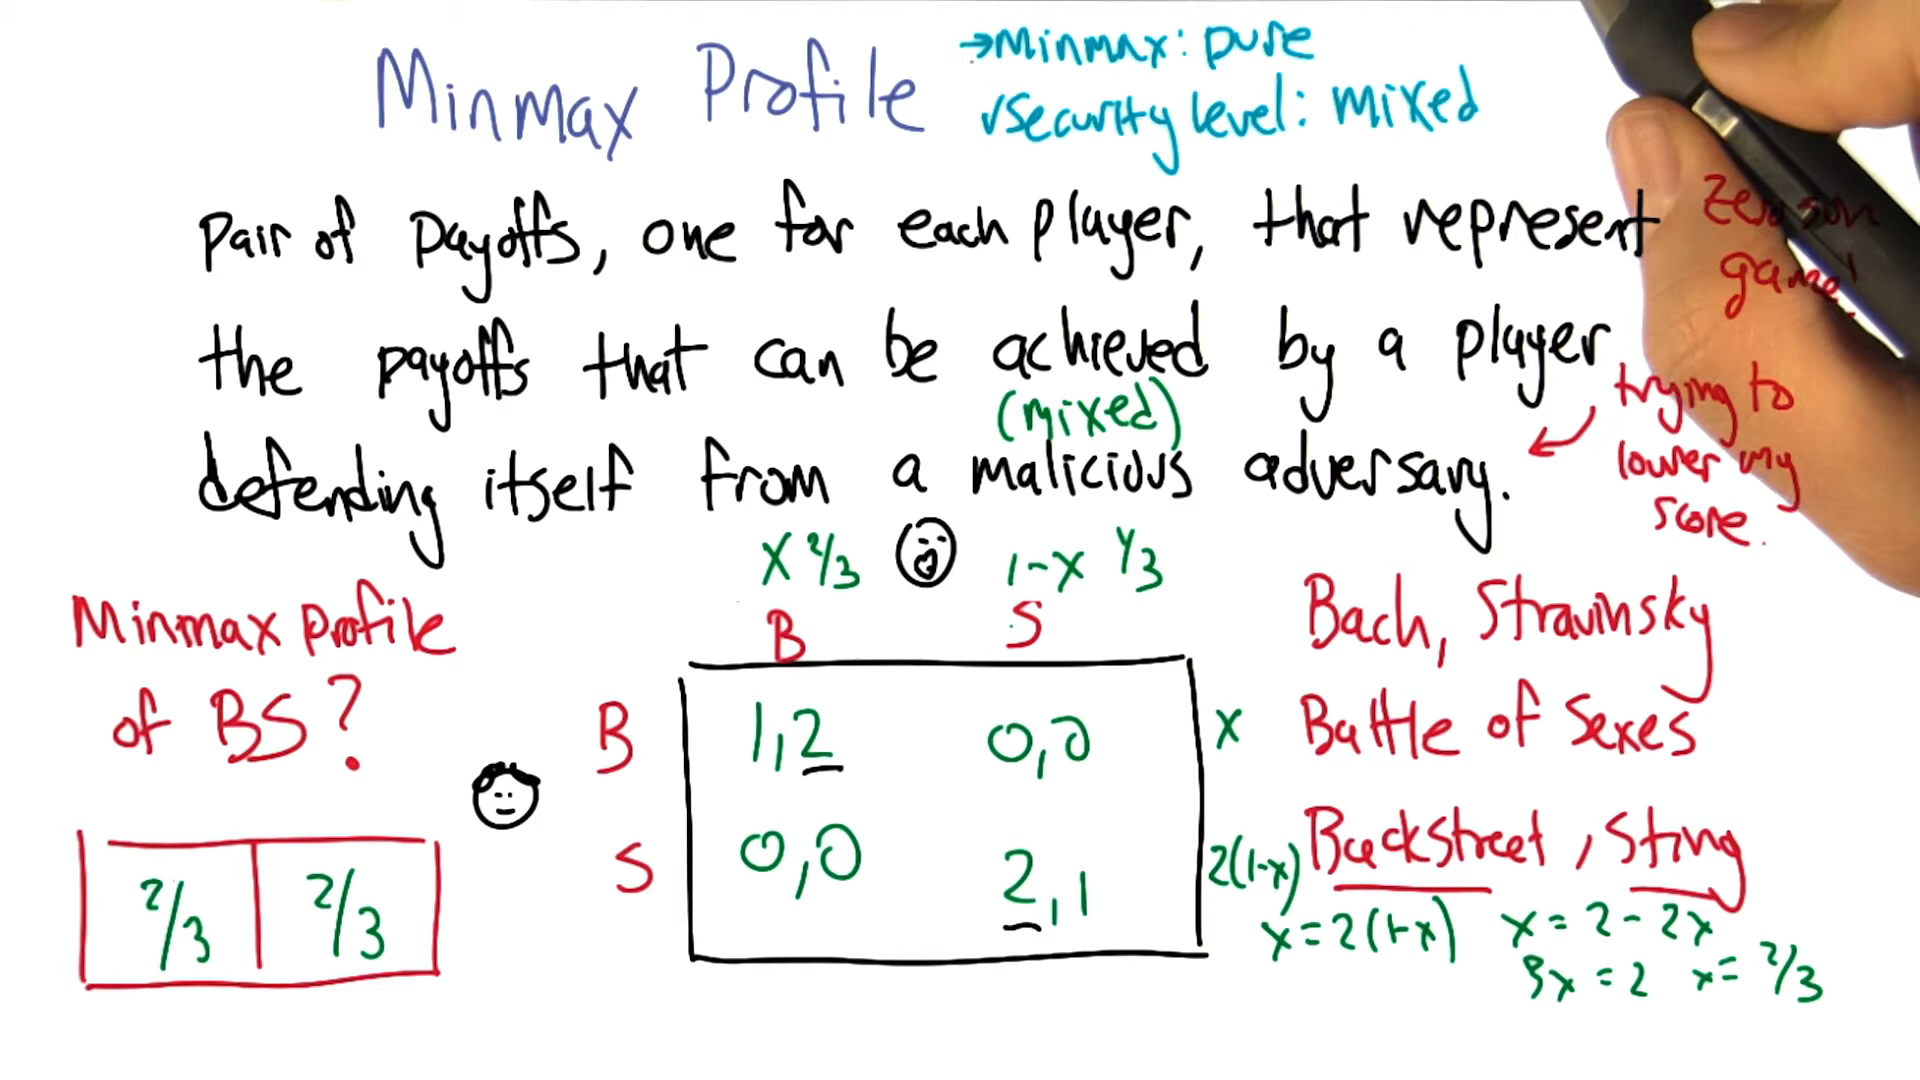 Minmax Profile
→Minmax: pure
✓Security level: mixed
pair of payoffs, one for each player, that represent
the payoffs that can be achieved by a player
(mixed)
defending itself from a malicious adversary.
game!
trying to
lower my
score.
Minmax profile
of BS?
2/3 2/3
X 2/3 1-x 1/3
B S
B 1,2 0,0 x
S 0,0 2,1 2(1-x)
Bach, Stravinsky
Battle of Sexes
Backstreet, Sting
x=2(1-x) x=2-2x
3x=2 x=2/3